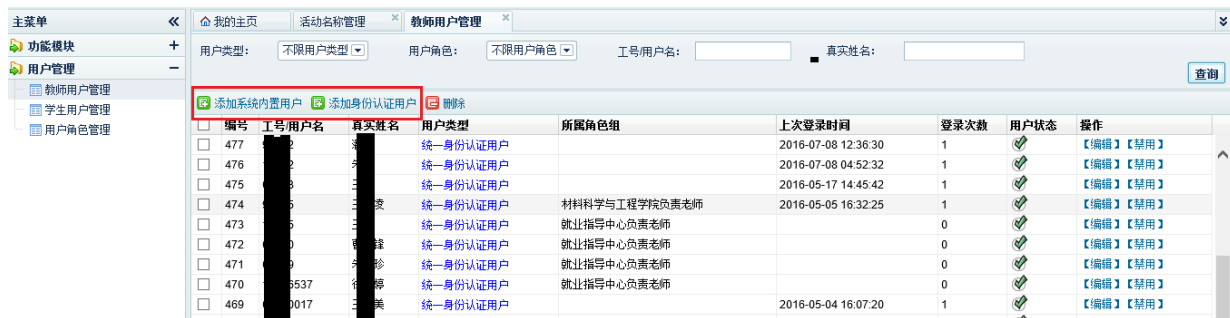 主菜单 « 我的主页 活动名称管理 × 教师用户管理 ×
功能模块 + 用户类型： 不限用户类型 用户角色： 不限用户角色 工号/用户名： 真实姓名：
用户管理 −
查询
教师用户管理
学生用户管理
用户角色管理
添加系统内置用户 添加身份认证用户 删除
编号 工号/用户名 真实姓名 用户类型 所属角色组 上次登录时间 登录次数 用户状态 操作
477 2 统一身份认证用户 2016-07-08 12:36:30 1 【编辑】【禁用】
476 2 统一身份认证用户 2016-07-08 04:52:32 1 【编辑】【禁用】
475 统一身份认证用户 2016-05-17 14:45:42 1 【编辑】【禁用】
474 统一身份认证用户 材料科学与工程学院负责老师 2016-05-05 16:32:25 1 【编辑】【禁用】
473 统一身份认证用户 就业指导中心负责老师 0 【编辑】【禁用】
472 锋 统一身份认证用户 就业指导中心负责老师 0 【编辑】【禁用】
471 珍 统一身份认证用户 就业指导中心负责老师 0 【编辑】【禁用】
470 6537 婷 统一身份认证用户 就业指导中心负责老师 0 【编辑】【禁用】
469 0017 美 统一身份认证用户 2016-05-04 16:07:20 1 【编辑】【禁用】